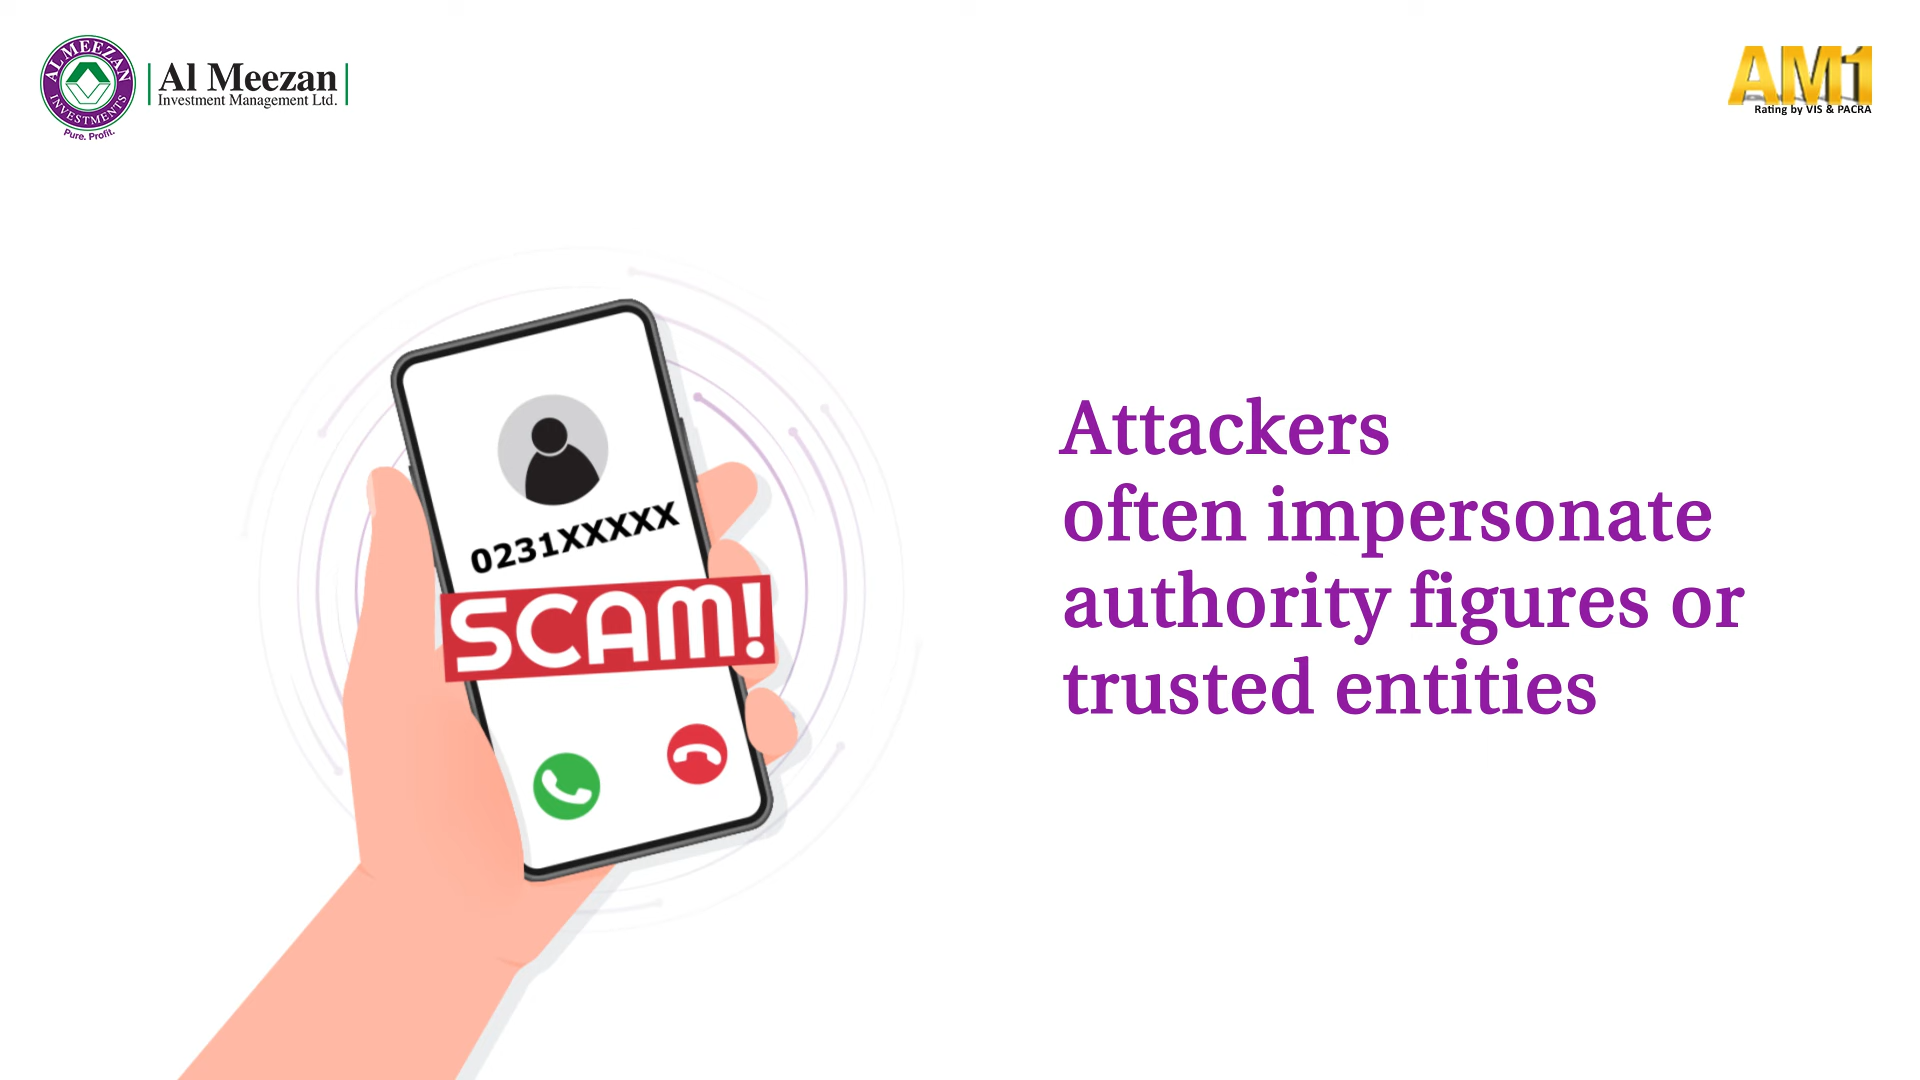 AL MEEZAN
INVESTMENTS
Pure. Profit.
Al Meezan
Investment Management Ltd.
AM1
Rating by VIS & PACRA
0231XXXXX
SCAM!
Attackers
often impersonate
authority figures or
trusted entities